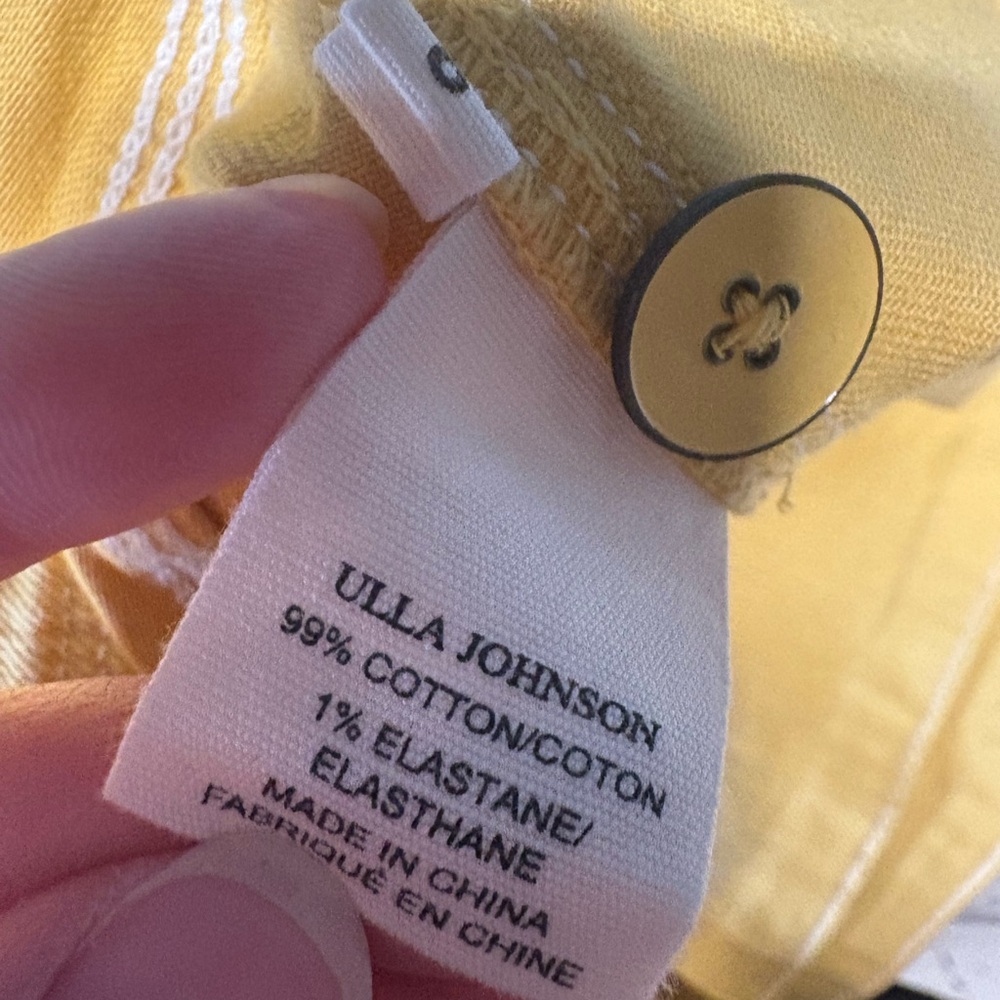 ULLA JOHNSON
99% COTTON/COTON
1% ELASTANE/
ELASTHANE
MADE IN CHINA
FABRIQUÉ EN CHINE